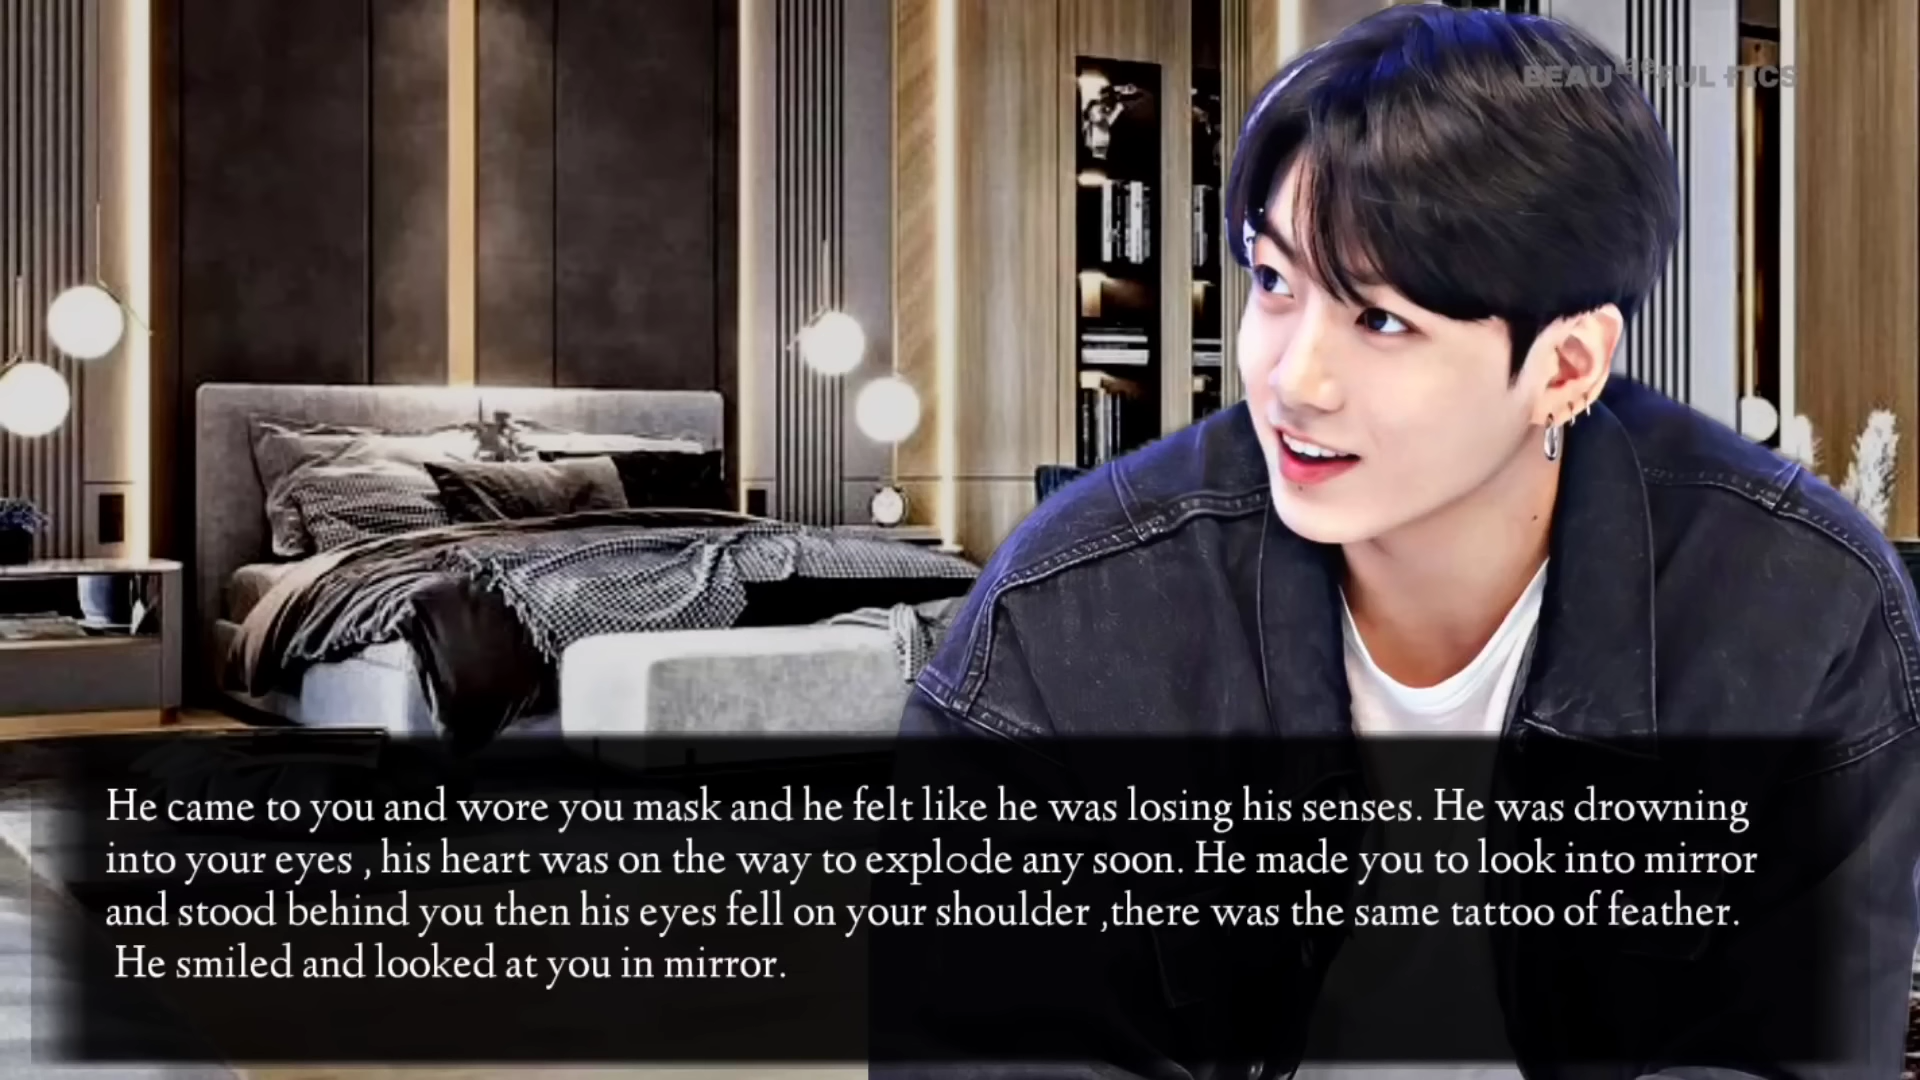 BEAU FUL FICS
He came to you and wore you mask and he felt like he was losing his senses. He was drowning
into your eyes , his heart was on the way to explode any soon. He made you to look into mirror
and stood behind you then his eyes fell on your shoulder ,there was the same tattoo of feather.
He smiled and looked at you in mirror.